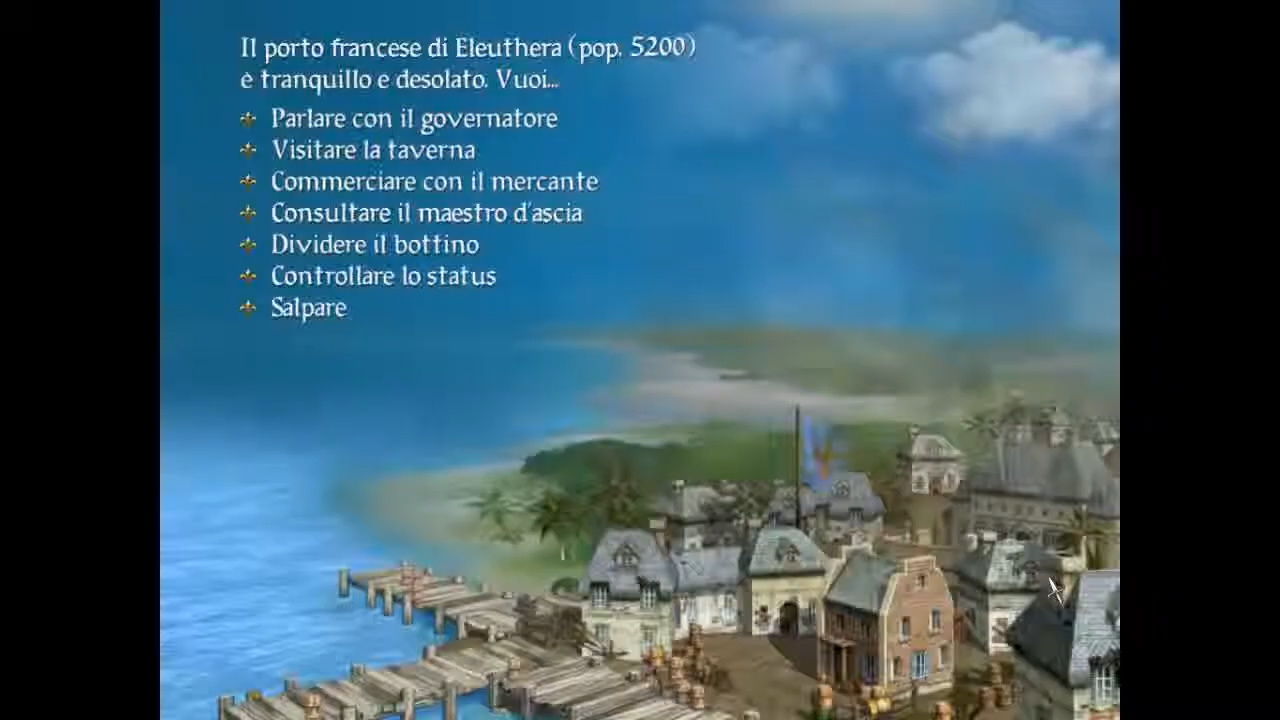 Il porto francese di Eleuthera (pop. 5200)
è tranquillo e desolato. Vuoi...
Parlare con il governatore
Visitare la taverna
Commerciare con il mercante
Consultare il maestro d'ascia
Dividere il bottino
Controllare lo status
Salpare